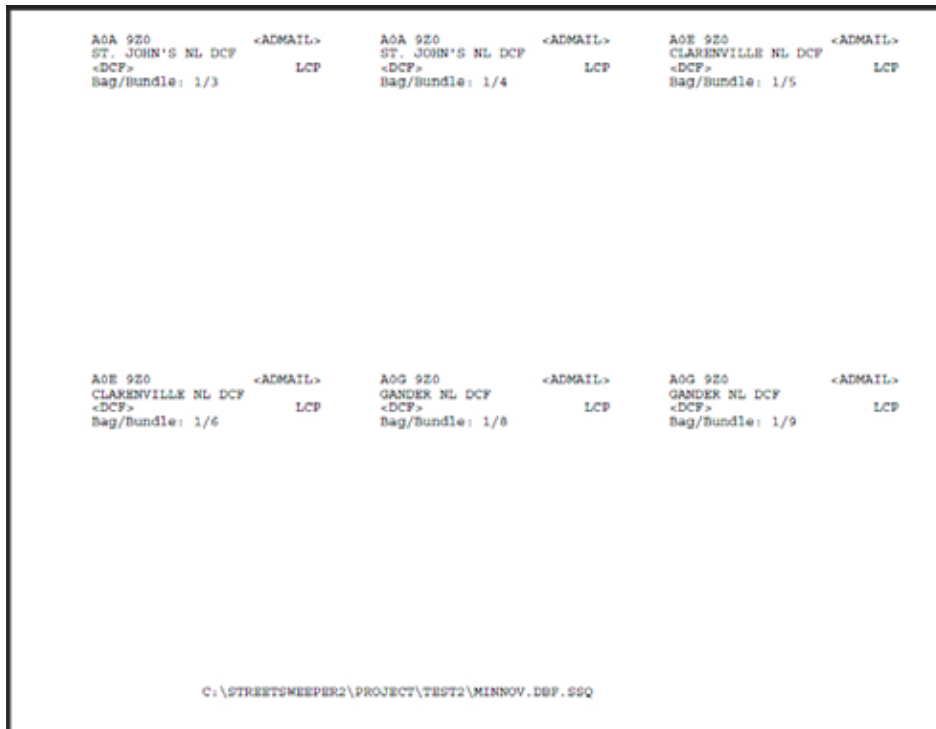 A0A 9Z0 <ADMAIL>
ST. JOHN'S NL DCF
<DCF> LCP
Bag/Bundle: 1/3
A0A 9Z0 <ADMAIL>
ST. JOHN'S NL DCF
<DCF> LCP
Bag/Bundle: 1/4
A0E 9Z0 <ADMAIL>
CLARENVILLE NL DCF
<DCF> LCP
Bag/Bundle: 1/5
A0E 9Z0 <ADMAIL>
CLARENVILLE NL DCF
<DCF> LCP
Bag/Bundle: 1/6
A0G 9Z0 <ADMAIL>
GANDER NL DCF
<DCF> LCP
Bag/Bundle: 1/8
A0G 9Z0 <ADMAIL>
GANDER NL DCF
<DCF> LCP
Bag/Bundle: 1/9
C:\STREETSWEEPER2\PROJECT\TEST2\MINNOV.DBF.SSQ